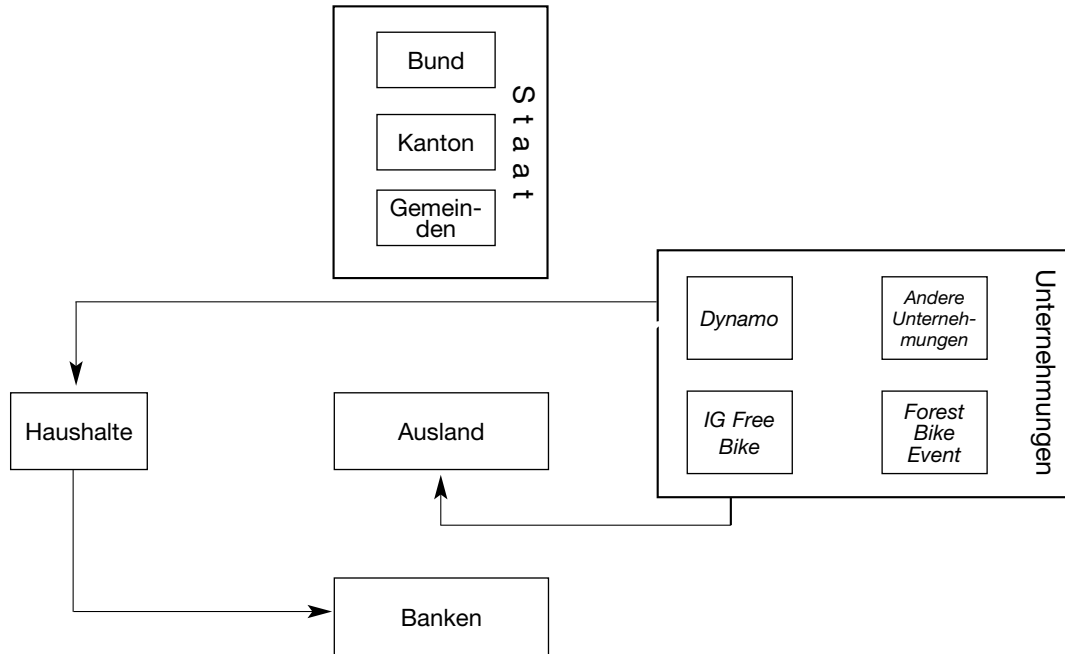 Bund
Kanton
Gemein-
den
Staat
Dynamo
Andere
Unterneh-
mungen
Unternehmungen
Haushalte
Ausland
IG Free
Bike
Forest
Bike
Event
Banken